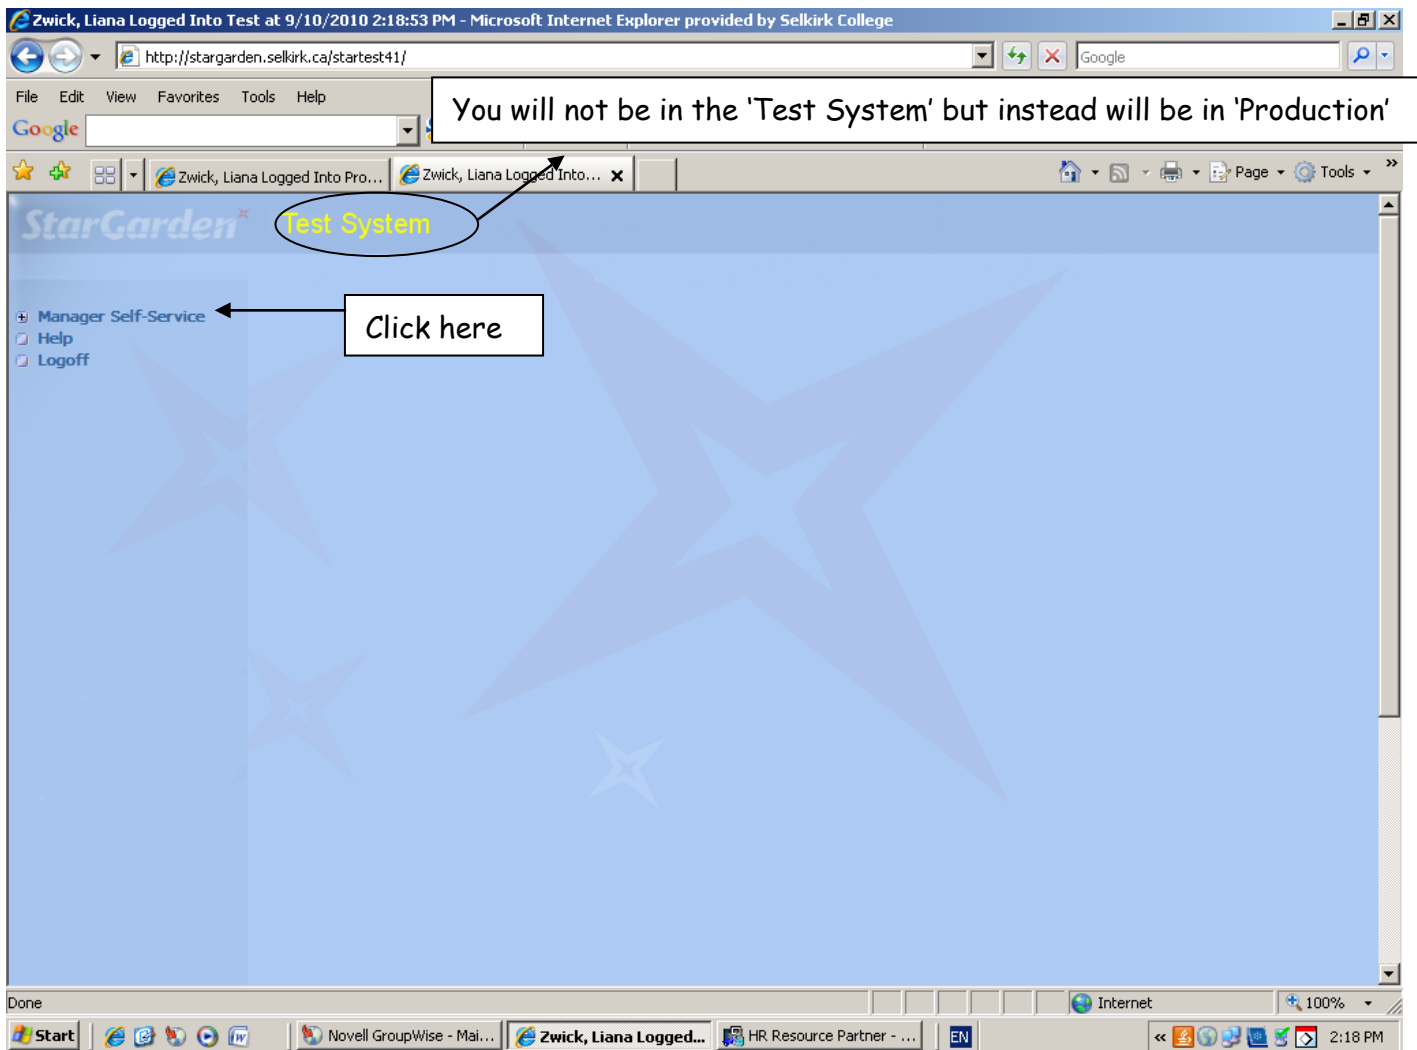 Zwick, Liana Logged Into Test at 9/10/2010 2:18:53 PM - Microsoft Internet Explorer provided by Selkirk College
http://stargarden.selkirk.ca/startest41/
Google
File Edit View Favorites Tools Help
You will not be in the ‘Test System’ but instead will be in ‘Production’
Google
Zwick, Liana Logged Into Pro...
Zwick, Liana Logged Into...
Page
Tools
StarGarden
Test System
Manager Self-Service
Click here
Help
Logoff
Done
Internet
100%
Start
Novell GroupWise - Mai...
Zwick, Liana Logged...
HR Resource Partner - ...
EN
2:18 PM